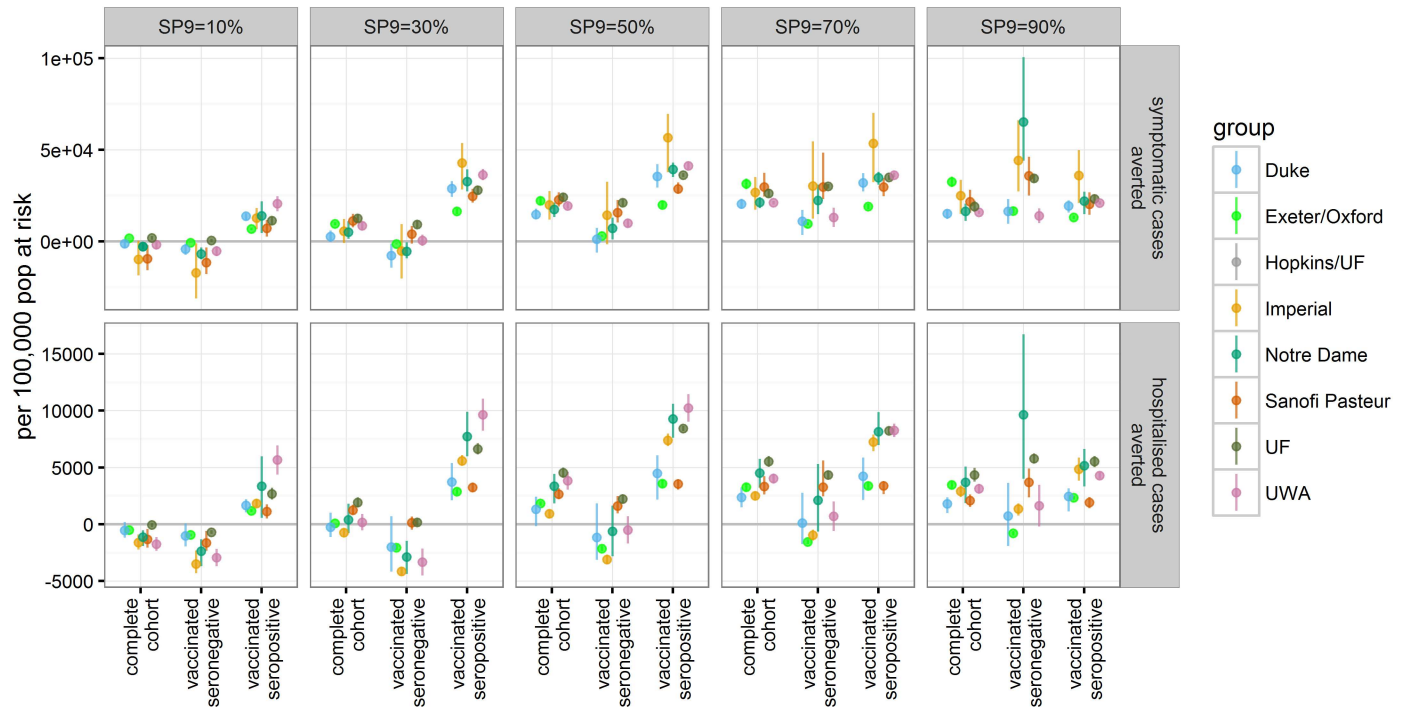 SP9=10%
SP9=30%
SP9=50%
SP9=70%
SP9=90%
per 100,000 pop at risk
1e+05
5e+04
0e+00
symptomatic cases
averted
15000
10000
5000
0
-5000
hospitalised cases
averted
complete
cohort
vaccinated
seronegative
vaccinated
seropositive
complete
cohort
vaccinated
seronegative
vaccinated
seropositive
complete
cohort
vaccinated
seronegative
vaccinated
seropositive
complete
cohort
vaccinated
seronegative
vaccinated
seropositive
complete
cohort
vaccinated
seronegative
vaccinated
seropositive
group
Duke
Exeter/Oxford
Hopkins/UF
Imperial
Notre Dame
Sanofi Pasteur
UF
UWA